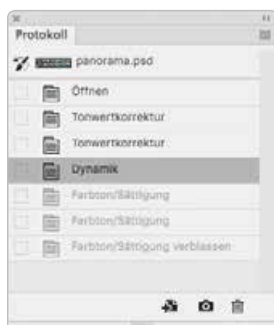 Protokoll
panorama.psd
Öffnen
Tonwertkorrektur
Tonwertkorrektur
Dynamik
Farbton/Sättigung
Farbton/Sättigung
Farbton/Sättigung verblassen